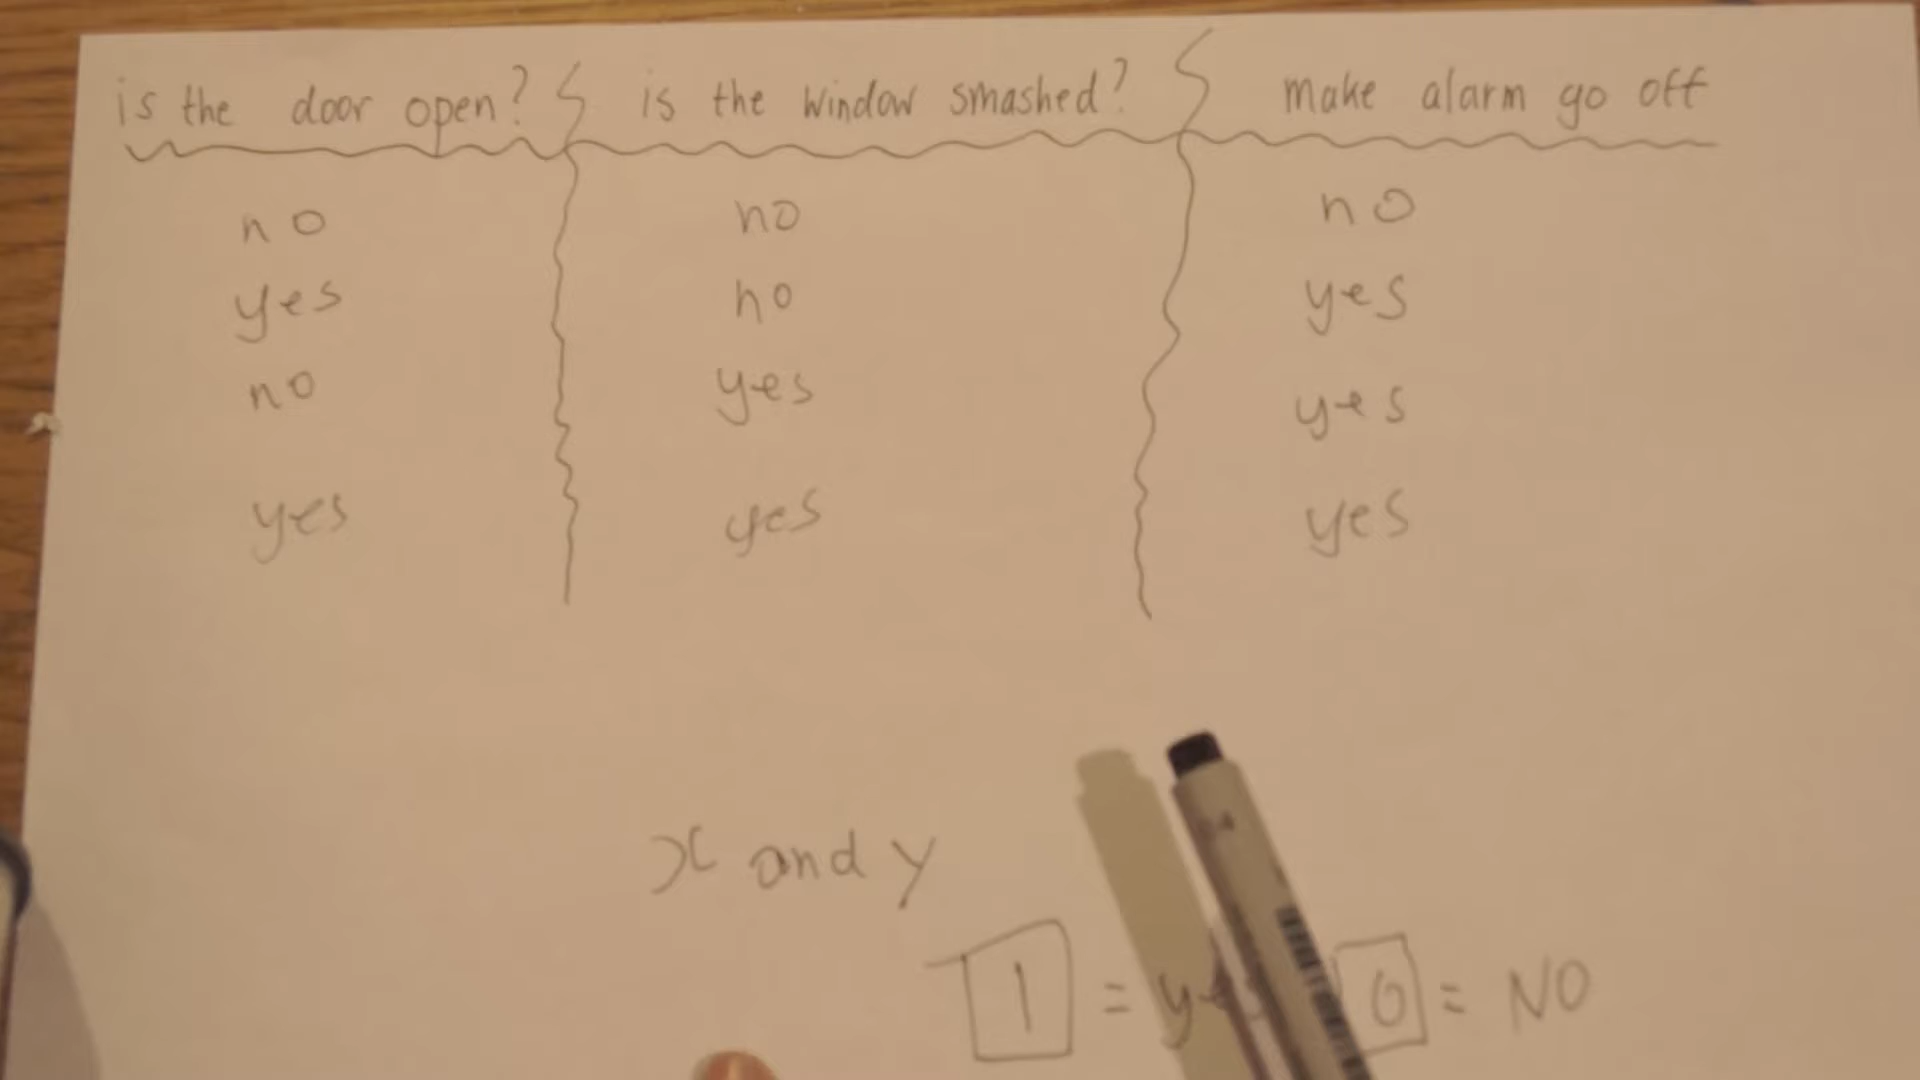 is the door open? is the window smashed? make alarm go off
no no no
yes no yes
no yes yes
yes yes yes
x and y
1 = 0 = NO